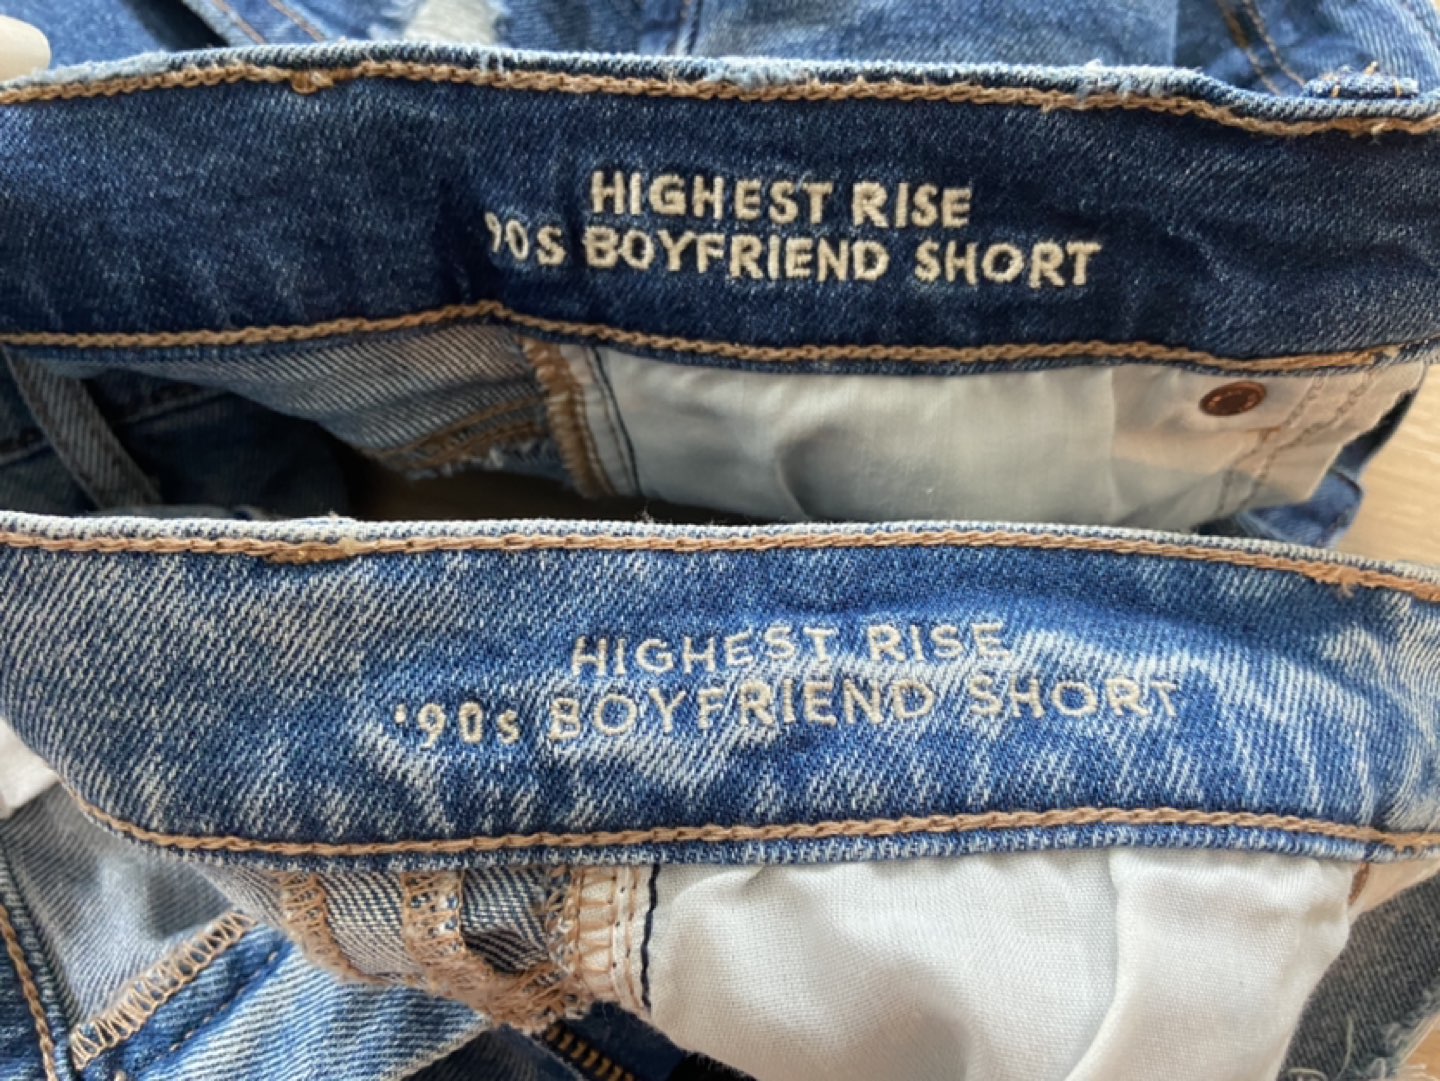 HIGHEST RISE
'90S BOYFRIEND SHORT
HIGHEST RISE
'90s BOYFRIEND SHORT